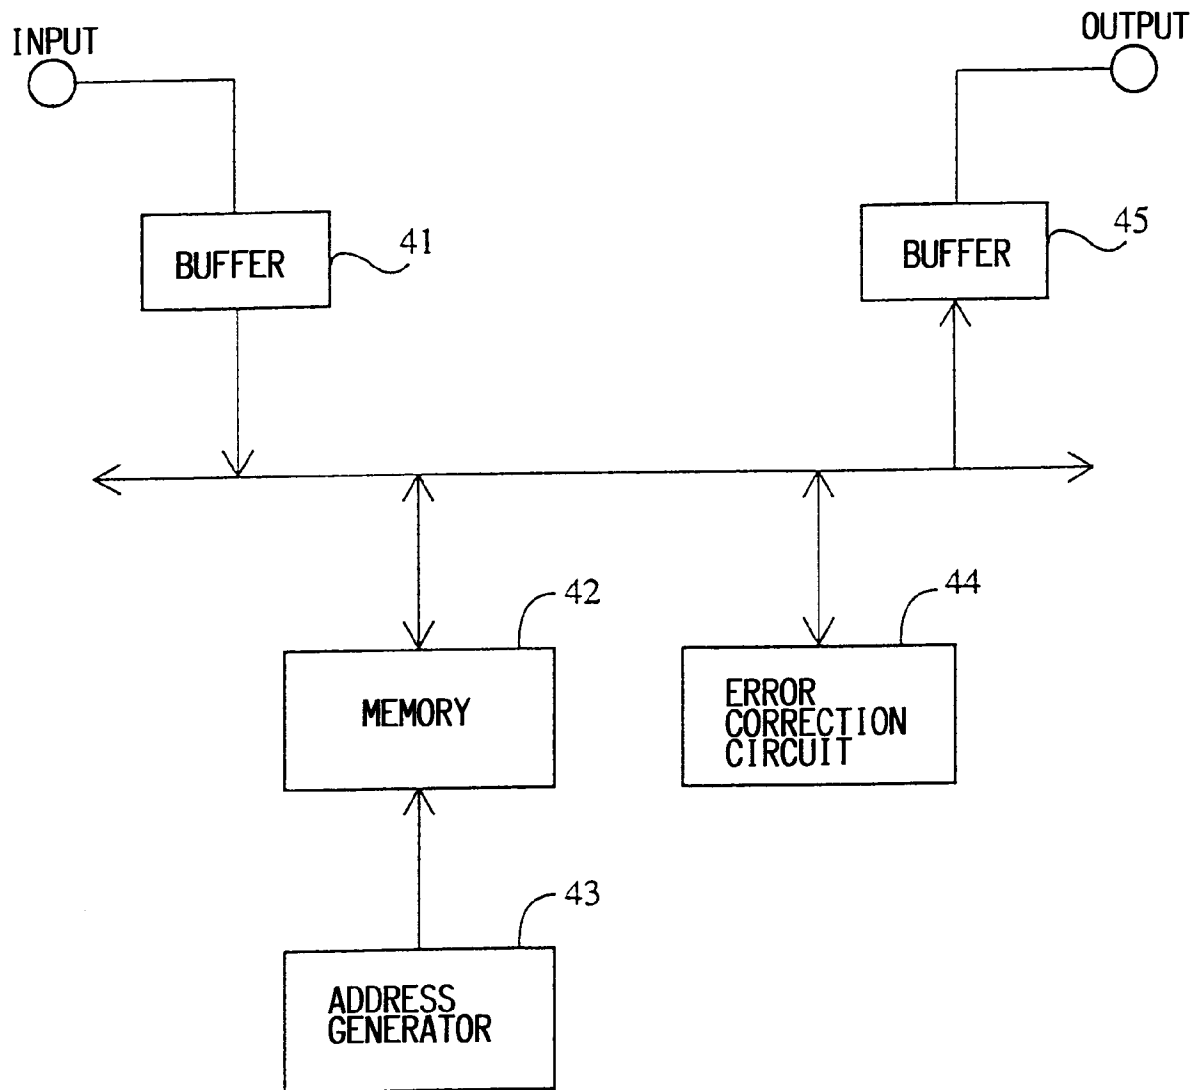 INPUT
OUTPUT
BUFFER
41
BUFFER
45
MEMORY
42
ERROR
CORRECTION
CIRCUIT
44
ADDRESS
GENERATOR
43